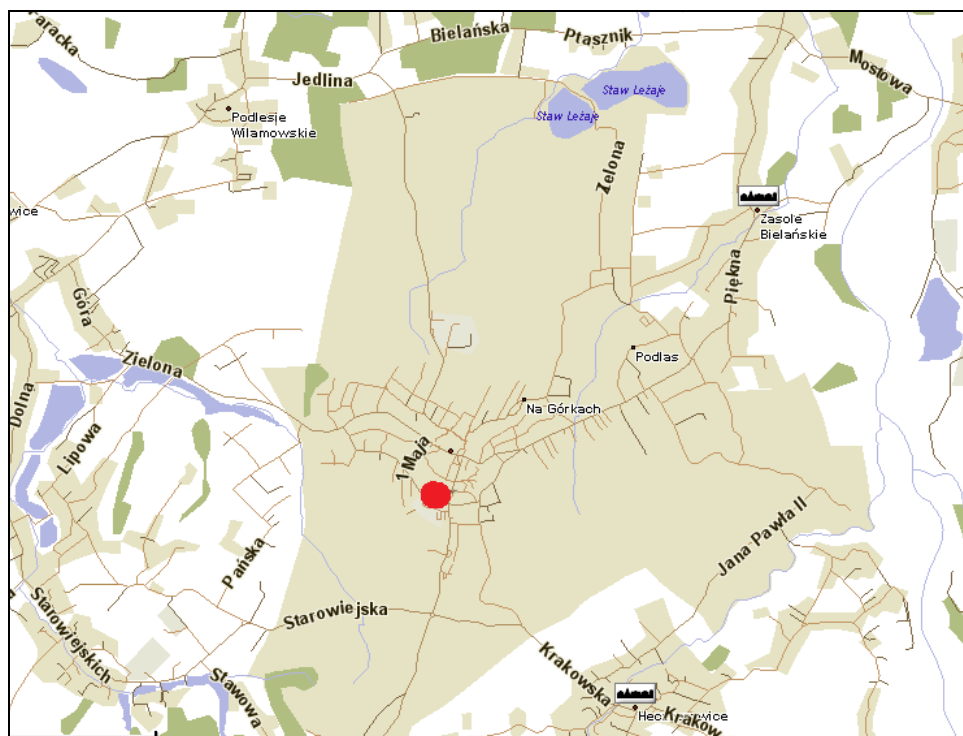 Bielańska
Ptasznik
Mostowa
Jedlina
Staw Leżaje
Staw Leżaje
Podlesie
Wilamowskie
Zielona
wice
Zasole
Bielańskie
Piękna
Góra
Podlas
Zielona
Dolna
Na Górkach
Lipowa
1 Maja
Jana Pawła II
Pańska
Starowiejska
Starowiejskich
Krakowska
Stawowa